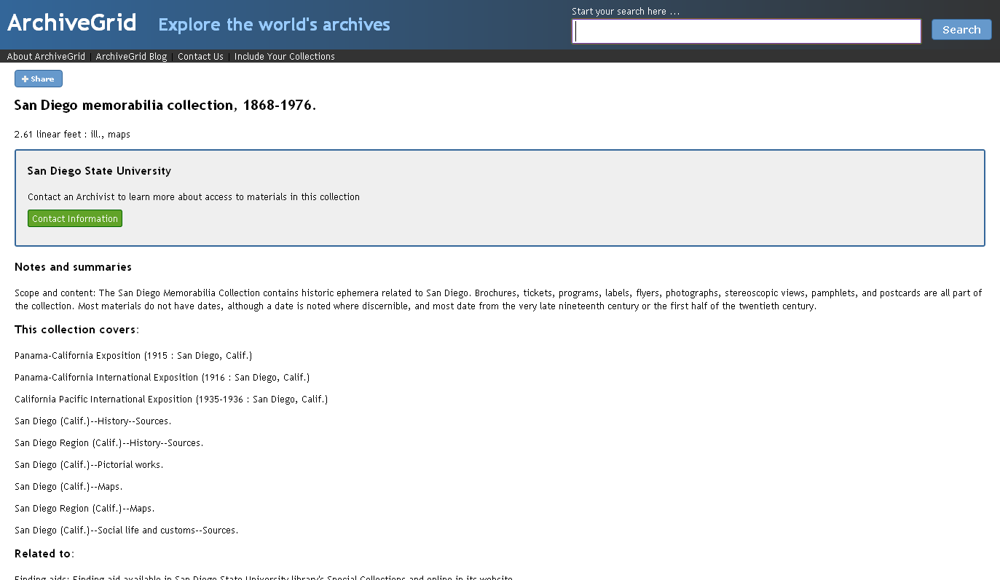 ArchiveGrid Explore the world's archives
Start your search here ...
Search
About ArchiveGrid | ArchiveGrid Blog | Contact Us | Include Your Collections
Share
San Diego memorabilia collection, 1868-1976.
2.61 linear feet : ill., maps
San Diego State University
Contact an Archivist to learn more about access to materials in this collection
Contact Information
Notes and summaries
Scope and content: The San Diego Memorabilia Collection contains historic ephemera related to San Diego. Brochures, tickets, programs, labels, flyers, photographs, stereoscopic views, pamphlets, and postcards are all part of
the collection. Most materials do not have dates, although a date is noted where discernible, and most date from the very late nineteenth century or the first half of the twentieth century.
This collection covers:
Panama-California Exposition (1915 : San Diego, Calif.)
Panama-California International Exposition (1916 : San Diego, Calif.)
California Pacific International Exposition (1935-1936 : San Diego, Calif.)
San Diego (Calif.)--History--Sources.
San Diego Region (Calif.)--History--Sources.
San Diego (Calif.)--Pictorial works.
San Diego (Calif.)--Maps.
San Diego Region (Calif.)--Maps.
San Diego (Calif.)--Social life and customs--Sources.
Related to:
Finding aids: Finding aid available in San Diego State University library's Special Collections and online in its website.